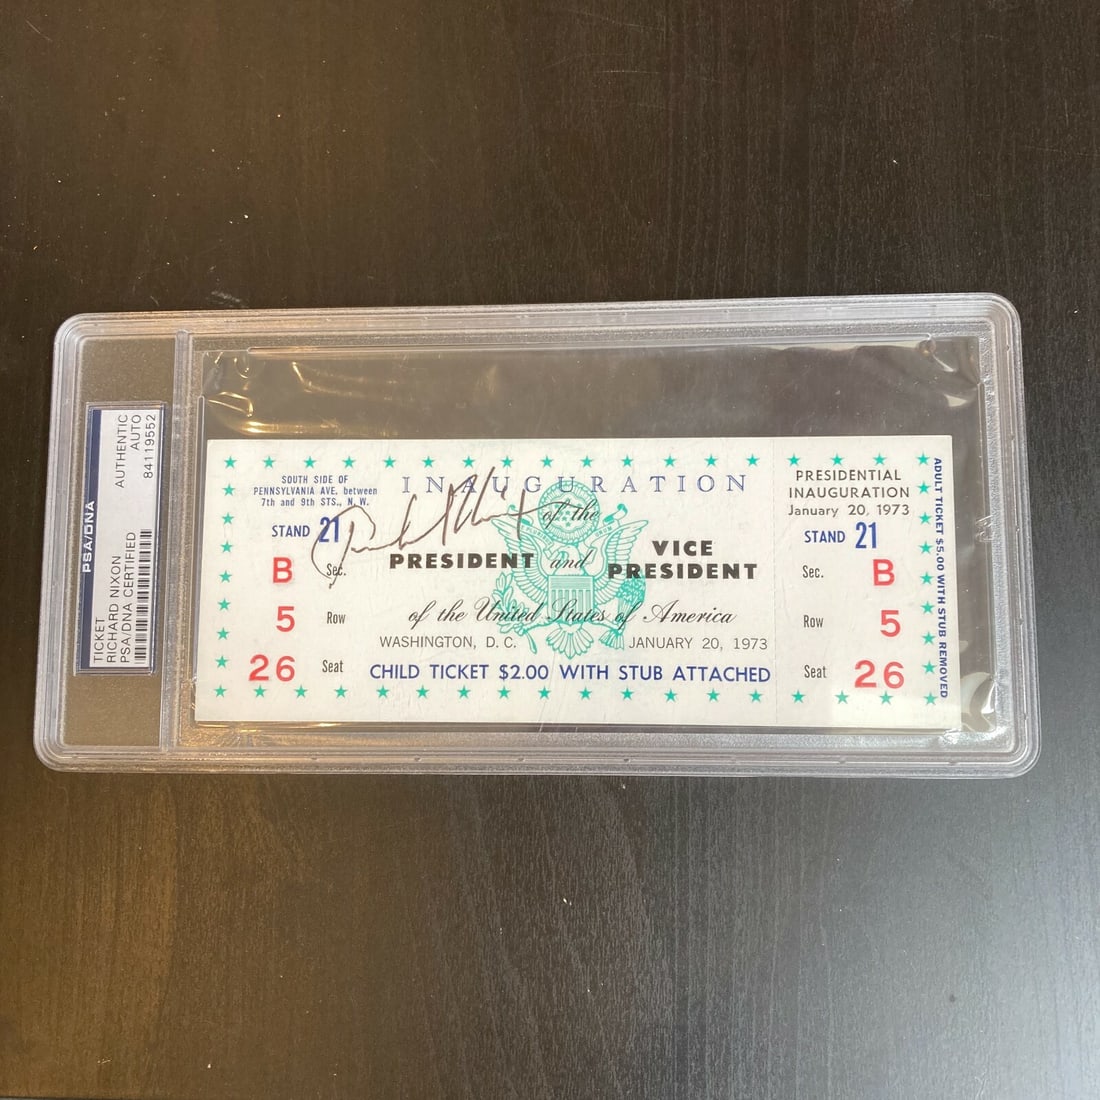 PSA/DNA
TICKET
RICHARD NIXON
PSA/DNA CERTIFIED
AUTHENTIC
AUTO
84119552
SOUTH SIDE OF
PENNSYLVANIA AVE. between
7th and 9th STS., N. W.
STAND 21
B Sec.
5 Row
26 Seat
INAUGURATION
of the
PRESIDENT and VICE PRESIDENT
of the United States of America
WASHINGTON, D. C. JANUARY 20, 1973
CHILD TICKET $2.00 WITH STUB ATTACHED
Richard Nixon
PRESIDENTIAL
INAUGURATION
January 20, 1973
STAND 21
Sec. B
Row 5
Seat 26
ADULT TICKET $5.00 WITH STUB REMOVED